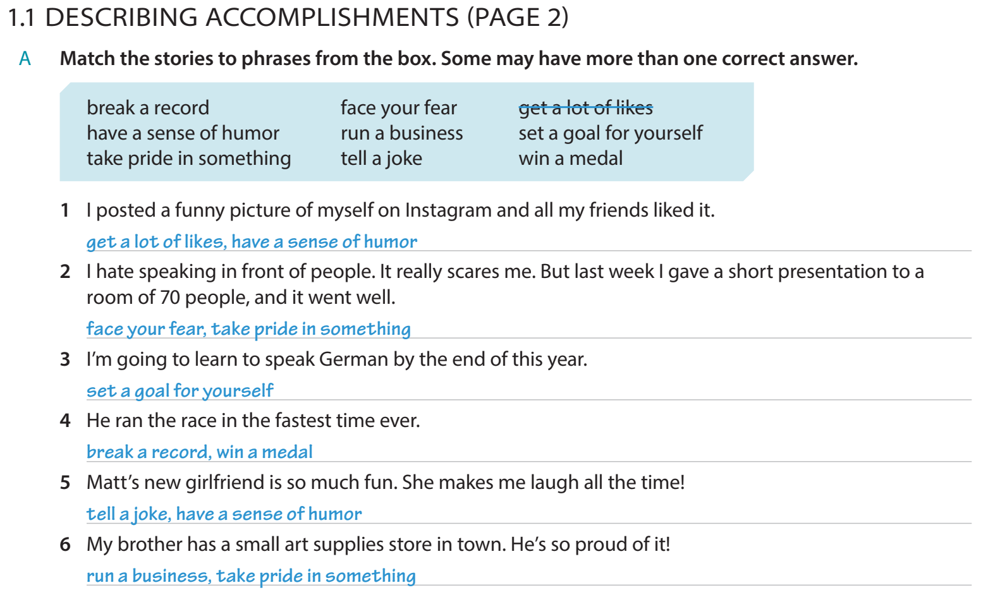 1.1 DESCRIBING ACCOMPLISHMENTS (PAGE 2)
A Match the stories to phrases from the box. Some may have more than one correct answer.
break a record face your fear get a lot of likes
have a sense of humor run a business set a goal for yourself
take pride in something tell a joke win a medal
1 I posted a funny picture of myself on Instagram and all my friends liked it.
get a lot of likes, have a sense of humor
2 I hate speaking in front of people. It really scares me. But last week I gave a short presentation to a
room of 70 people, and it went well.
face your fear, take pride in something
3 I’m going to learn to speak German by the end of this year.
set a goal for yourself
4 He ran the race in the fastest time ever.
break a record, win a medal
5 Matt’s new girlfriend is so much fun. She makes me laugh all the time!
tell a joke, have a sense of humor
6 My brother has a small art supplies store in town. He’s so proud of it!
run a business, take pride in something